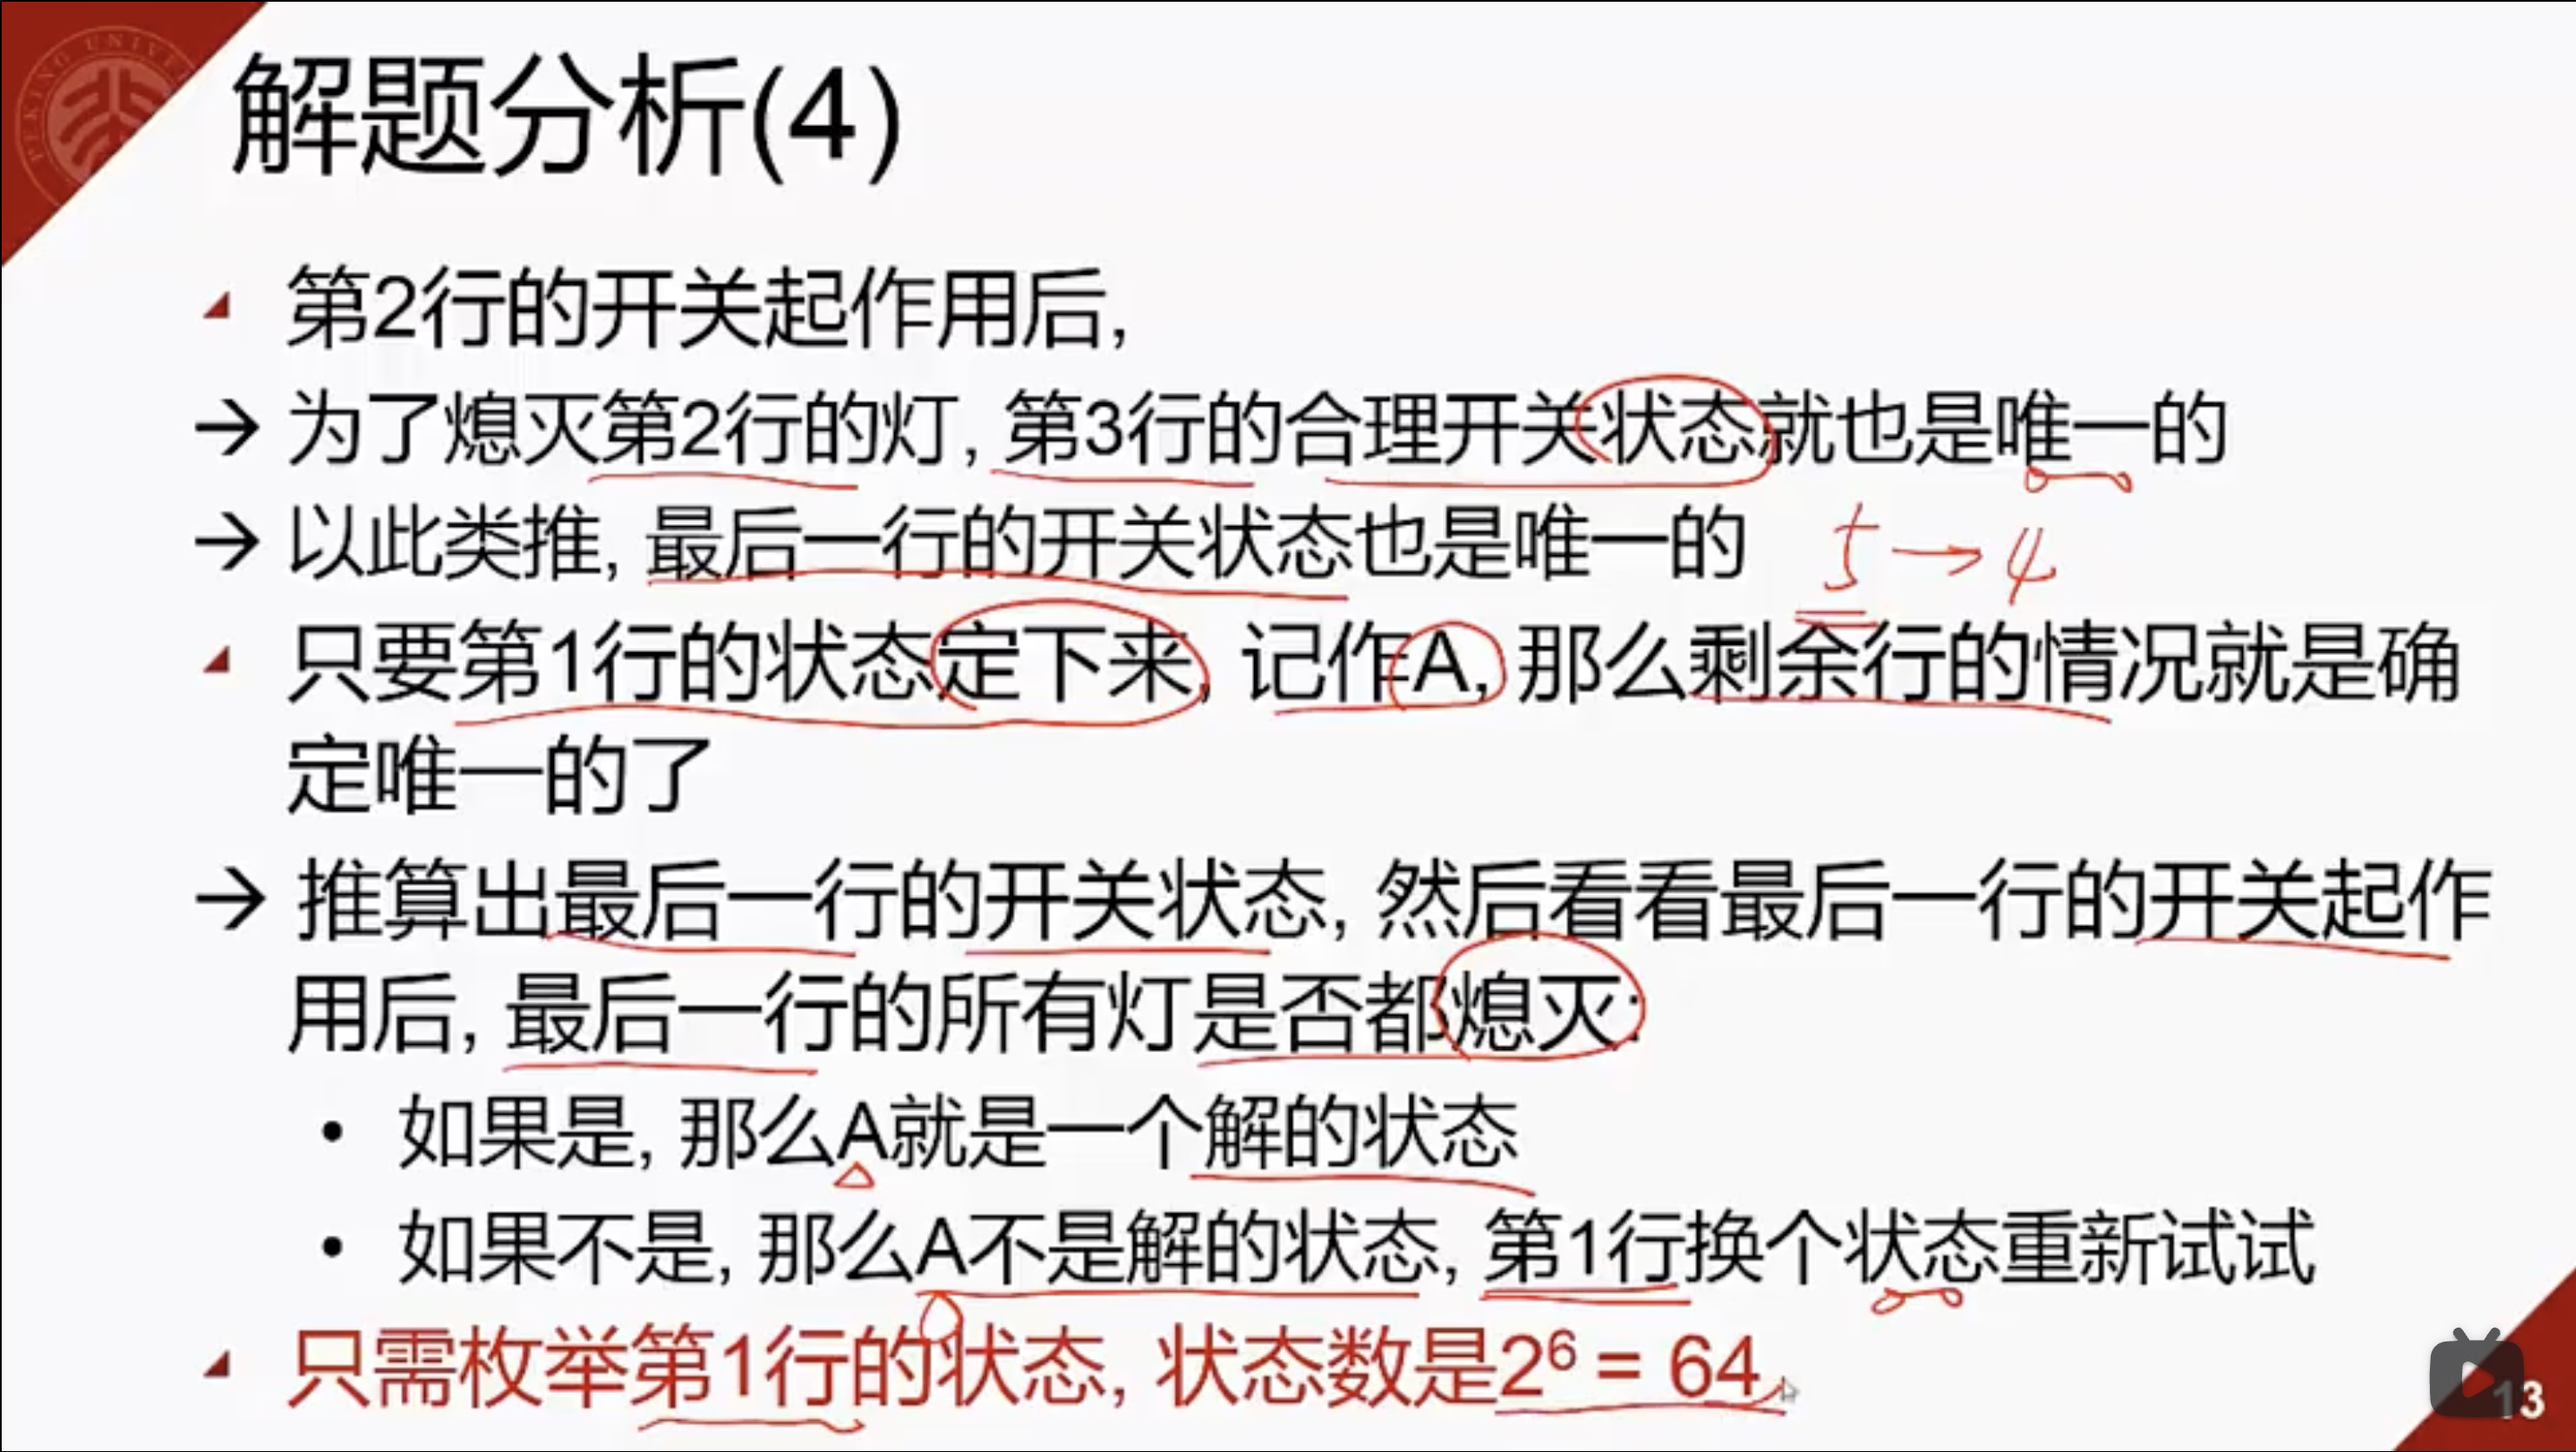 解题分析(4)
第2行的开关起作用后,
→ 为了熄灭第2行的灯, 第3行的合理开关状态就也是唯一的
→ 以此类推, 最后一行的开关状态也是唯一的
5→4
只要第1行的状态定下来, 记作A, 那么剩余行的情况就是确
定唯一的了
→ 推算出最后一行的开关状态, 然后看看最后一行的开关起作
用后, 最后一行的所有灯是否都熄灭:
• 如果是, 那么A就是一个解的状态
• 如果不是, 那么A不是解的状态, 第1行换个状态重新试试
只需枚举第1行的状态, 状态数是2⁶ = 64
13